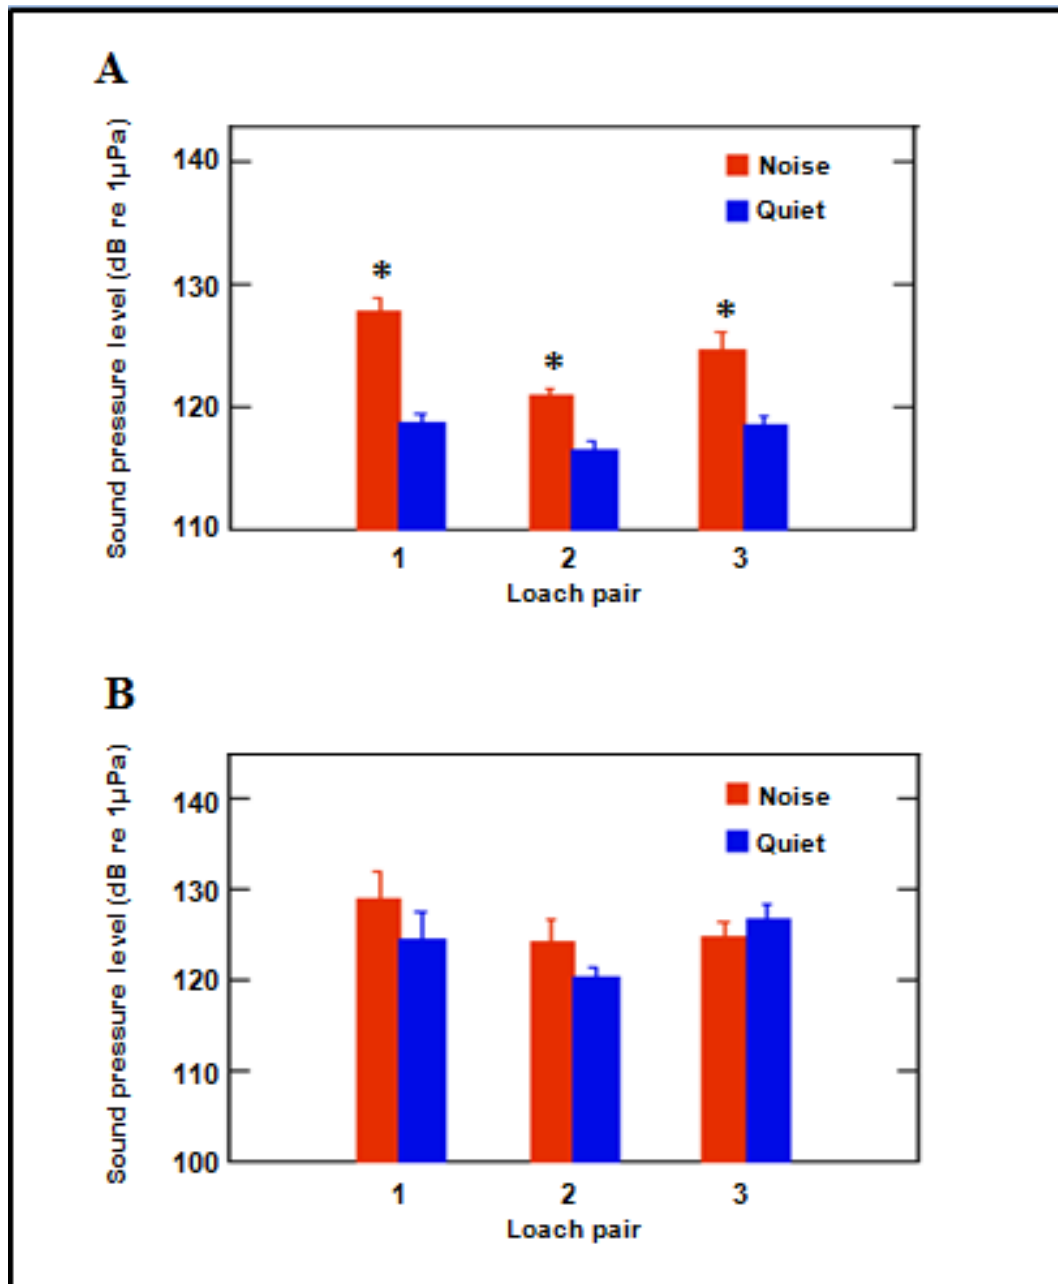 A
Sound pressure level (dB re 1µPa)
140
130
120
110
Noise
Quiet
*
*
*
1 2 3
Loach pair
B
Sound pressure level (dB re 1µPa)
140
130
120
110
100
Noise
Quiet
1 2 3
Loach pair